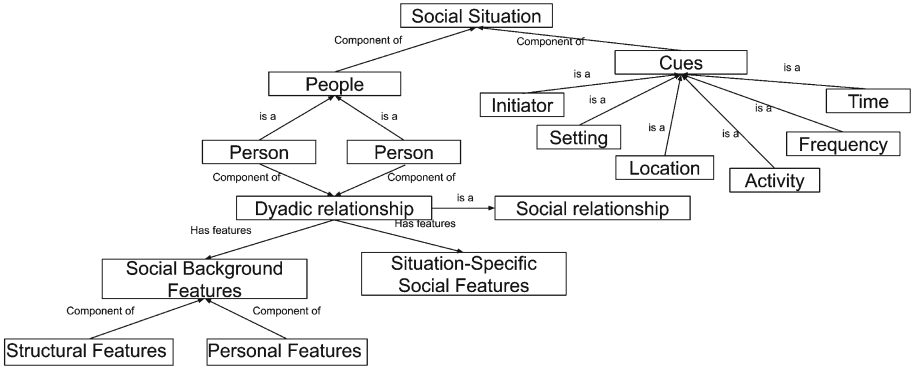 Social Situation
Component of
Component of
People
Cues
is a
is a
is a
is a
is a
is a
is a
is a
Initiator
Setting
Location
Activity
Frequency
Time
Person
Person
Component of
Component of
Dyadic relationship
is a
Social relationship
Has features
Has features
Social Background
Features
Situation-Specific
Social Features
Component of
Component of
Structural Features
Personal Features